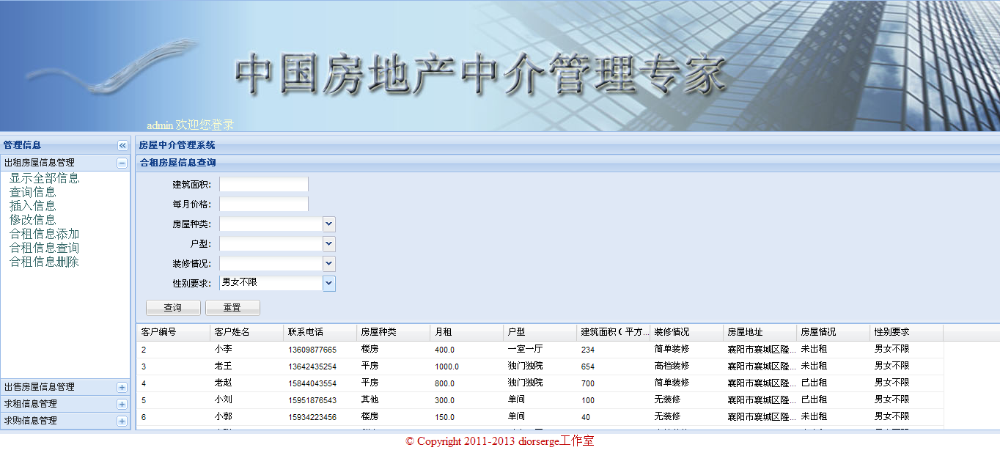 中国房地产中介管理专家
admin 欢迎您登录
管理信息
出租房屋信息管理
显示全部信息
查询信息
插入信息
修改信息
合租信息添加
合租信息查询
合租信息删除
出售房屋信息管理
求租信息管理
求购信息管理
房屋中介管理系统
合租房屋信息查询
建筑面积:
每月价格:
房屋种类:
户型:
装修情况:
性别要求: 男女不限
查询 重置
客户编号 客户姓名 联系电话 房屋种类 月租 户型 建筑面积(平方... 装修情况 房屋地址 房屋情况 性别要求
2 小李 13609877665 楼房 400.0 一室一厅 234 简单装修 襄阳市襄城区隆... 未出租 男女不限
3 老王 13642435254 平房 1000.0 独门独院 654 高档装修 襄阳市襄城区隆... 未出租 男女不限
4 老赵 15844043554 平房 800.0 独门独院 700 简单装修 襄阳市襄城区隆... 已出租 男女不限
5 小刘 15951876543 其他 300.0 单间 100 无装修 襄阳市襄城区隆... 已出租 男女不限
6 小郭 15934223456 楼房 150.0 单间 40 无装修 襄阳市襄城区隆... 未出租 男女不限
© Copyright 2011-2013 diorserge工作室